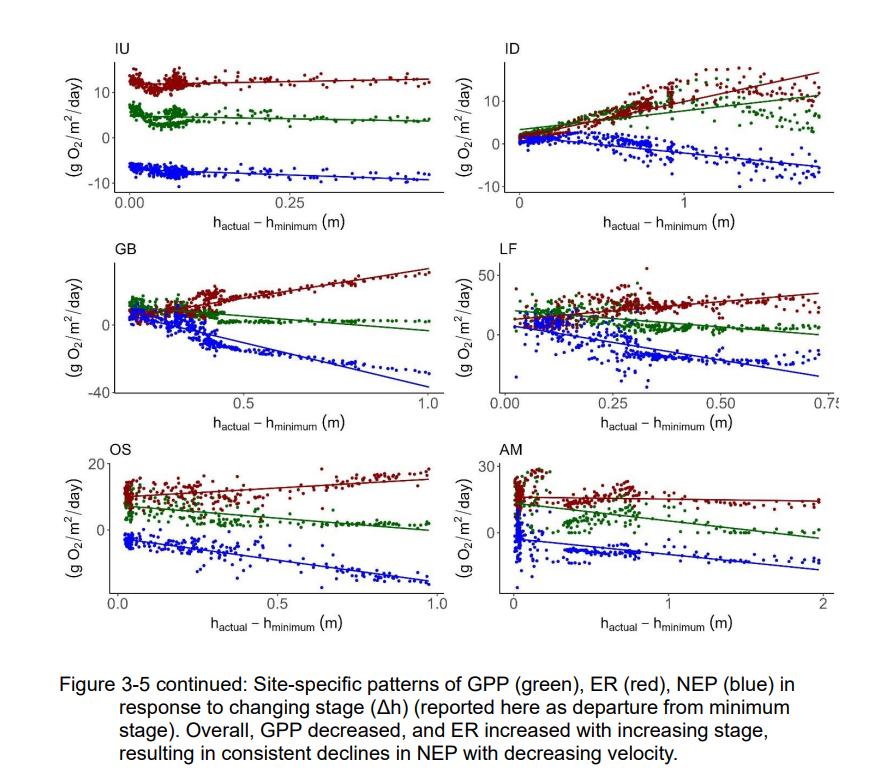 IU
ID
(g O₂/m²/day)
10
0
-10
0.00
0.25
hactual − hminimum (m)
(g O₂/m²/day)
10
0
-10
0
1
hactual − hminimum (m)
GB
LF
(g O₂/m²/day)
0
-40
0.5
1.0
hactual − hminimum (m)
(g O₂/m²/day)
50
0
0.00
0.25
0.50
0.75
hactual − hminimum (m)
OS
AM
(g O₂/m²/day)
20
0
0.0
0.5
1.0
hactual − hminimum (m)
(g O₂/m²/day)
30
0
0
1
2
hactual − hminimum (m)
Figure 3-5 continued: Site-specific patterns of GPP (green), ER (red), NEP (blue) in
response to changing stage (Δh) (reported here as departure from minimum
stage). Overall, GPP decreased, and ER increased with increasing stage,
resulting in consistent declines in NEP with decreasing velocity.